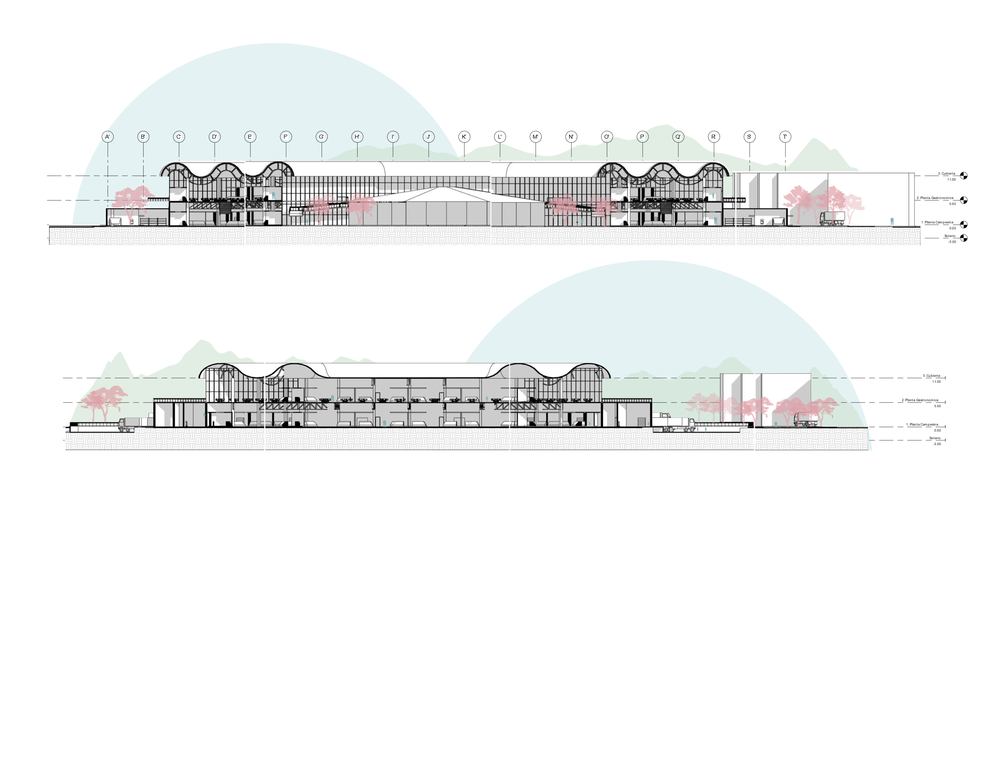 A' B' C' D' E' F' G' H' I' J' K' L' M' N' O' P' Q' R' S' T'
3. Cubierta
11.00
2. Planta Gastronomica
5.50
1. Planta Campesina
0.00
Sotano
-3.00
3. Cubierta
11.00
2. Planta Gastronomica
5.50
1. Planta Campesina
0.00
Sotano
-3.00